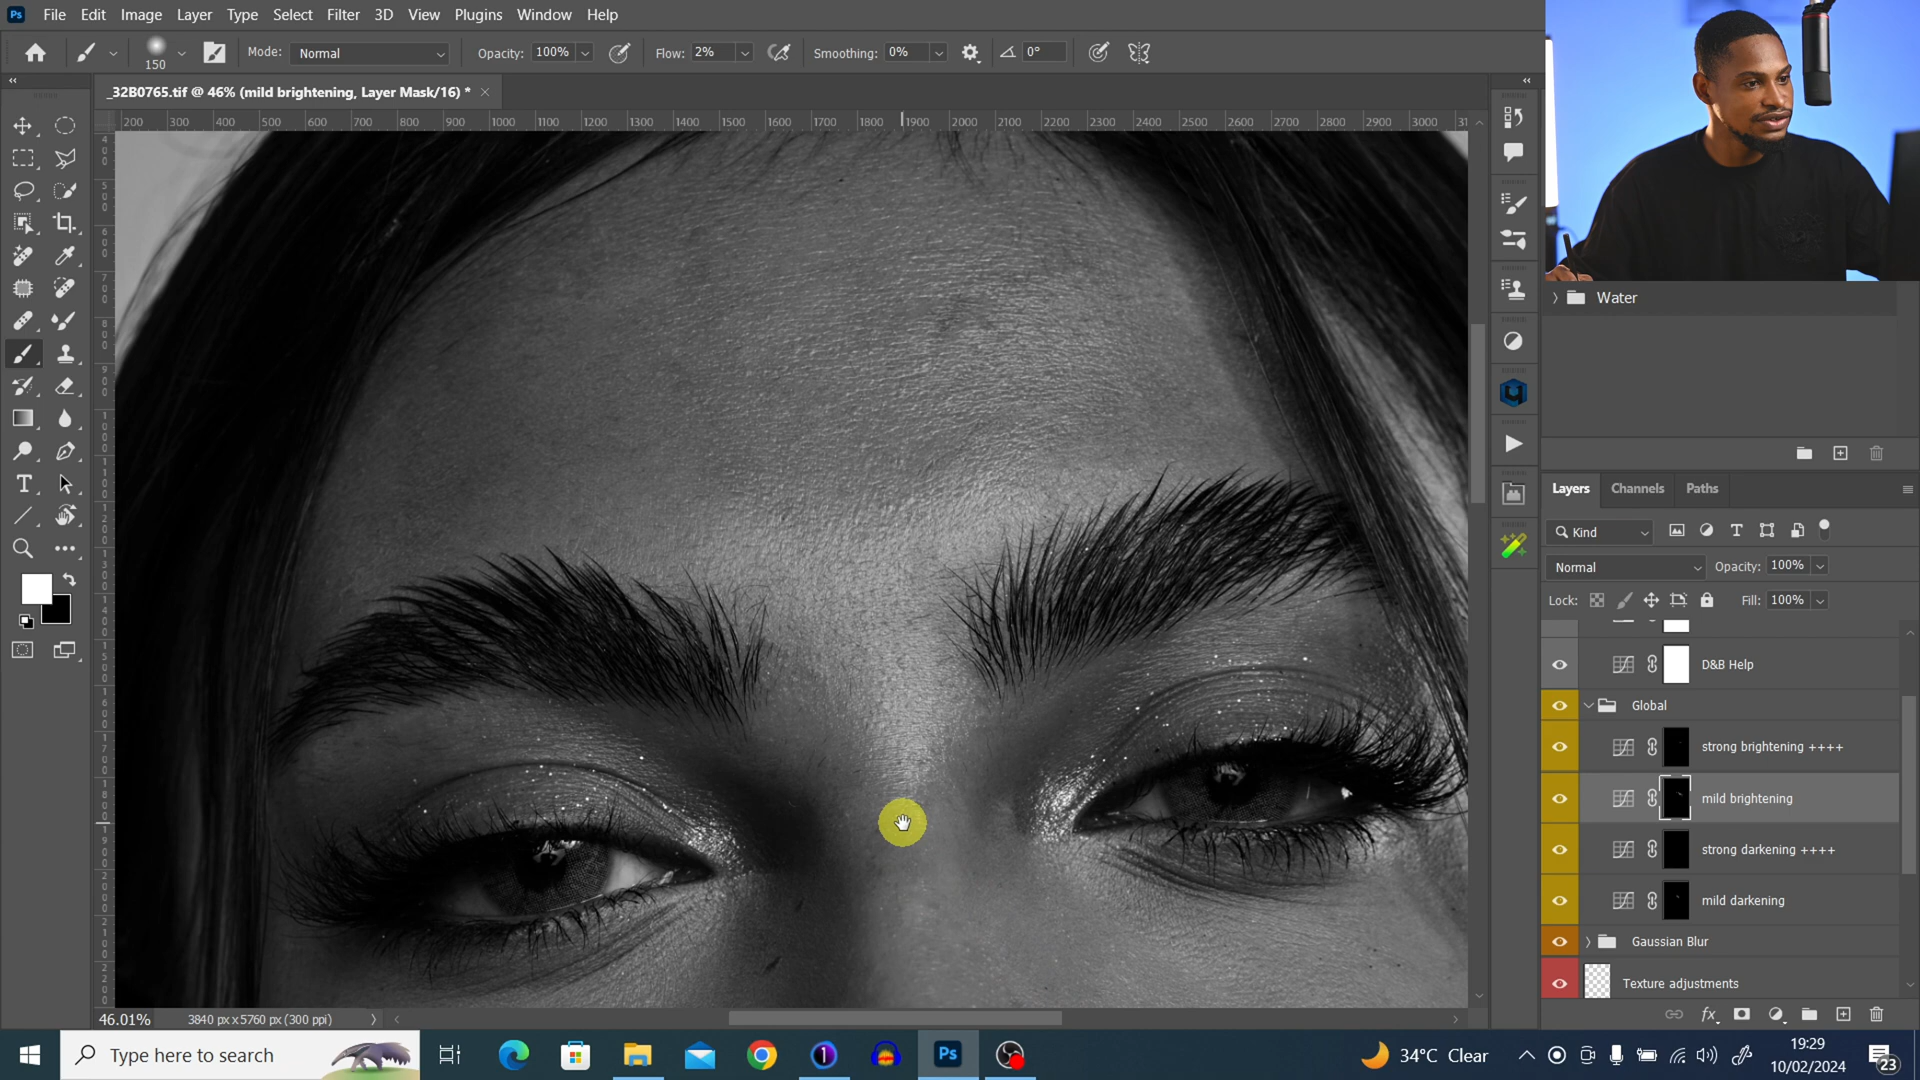 Ps File Edit Image Layer Type Select Filter 3D View Plugins Window Help
150 Mode: Normal Opacity: 100% Flow: 2% Smoothing: 0% 0°
_32B0765.tif @ 46% (mild brightening, Layer Mask/16) *
200 300 400 500 600 700 800 900 1000 1100 1200 1300 1400 1500 1600 1700 1800 1900 2000 2100 2200 2300 2400 2500 2600 2700 2800 2900 3000
Water
Layers Channels Paths
Kind
Normal Opacity: 100%
Lock: Fill: 100%
D&B Help
Global
strong brightening ++++
mild brightening
strong darkening ++++
mild darkening
Gaussian Blur
Texture adjustments
fx
46.01% 3840 px x 5760 px (300 ppi)
Type here to search
Ps
34°C Clear
19:29
10/02/2024
23